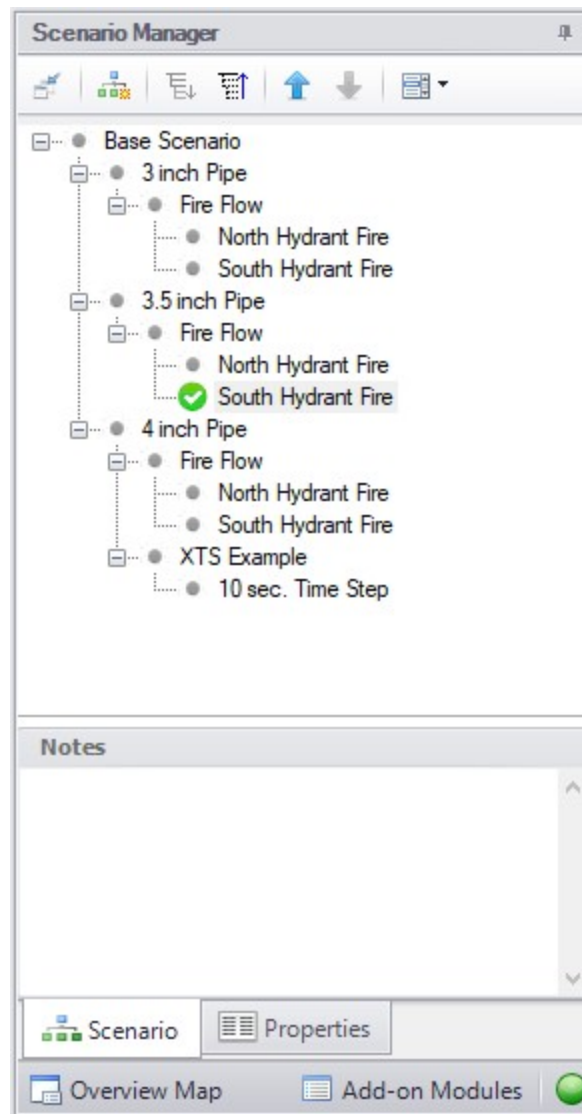 Scenario Manager
Base Scenario
3 inch Pipe
Fire Flow
North Hydrant Fire
South Hydrant Fire
3.5 inch Pipe
Fire Flow
North Hydrant Fire
South Hydrant Fire
4 inch Pipe
Fire Flow
North Hydrant Fire
South Hydrant Fire
XTS Example
10 sec. Time Step
Notes
Scenario Properties
Overview Map Add-on Modules